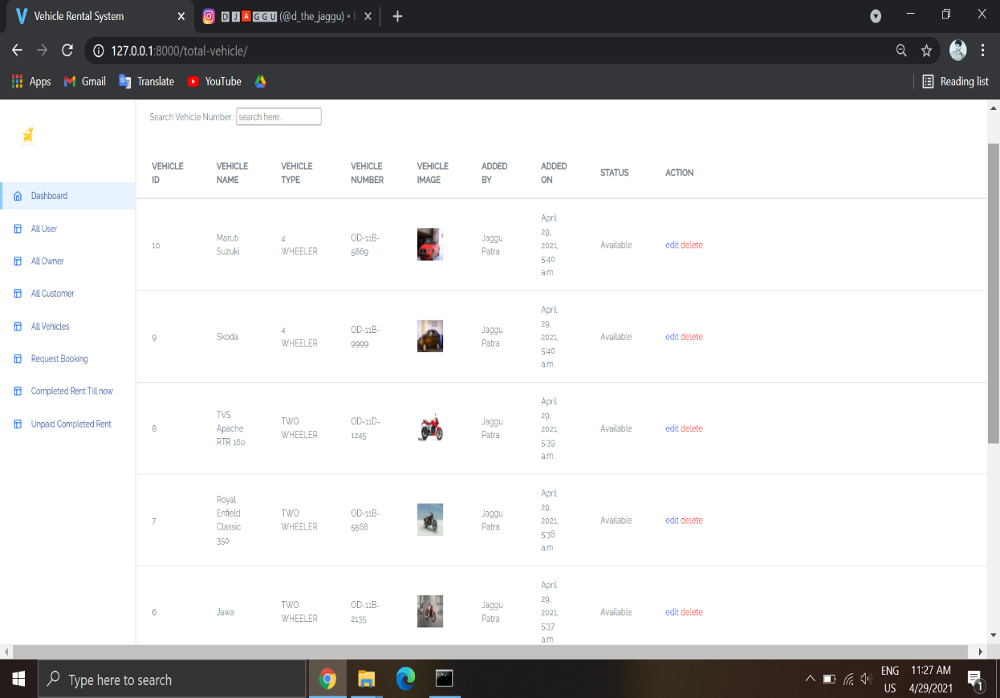 Vehicle Rental System
D J A G G U (@d_the_jaggu) •
127.0.0.1:8000/total-vehicle/
Apps Gmail Translate YouTube Reading list
Search Vehicle Number : search here..
VEHICLE ID VEHICLE NAME VEHICLE TYPE VEHICLE NUMBER VEHICLE IMAGE ADDED BY ADDED ON STATUS ACTION
Dashboard
All User
All Owner
All Customer
All Vehicles
Request Booking
Completed Rent Till now
Unpaid Completed Rent
10 Maruti Suzuki 4 WHEELER OD-11B-5869 Jaggu Patra April 29, 2021, 5:40 a.m. Available edit delete
9 Skoda 4 WHEELER OD-11B-9999 Jaggu Patra April 29, 2021, 5:40 a.m. Available edit delete
8 TVS Apache RTR 160 TWO WHEELER OD-11D-1245 Jaggu Patra April 29, 2021, 5:39 a.m. Available edit delete
7 Royal Enfield Classic 350 TWO WHEELER OD-11B-5568 Jaggu Patra April 29, 2021, 5:38 a.m. Available edit delete
6 Jawa TWO WHEELER OD-11B-2135 Jaggu Patra April 29, 2021, 5:37 a.m. Available edit delete
Type here to search
ENG US
11:27 AM
4/29/2021
1